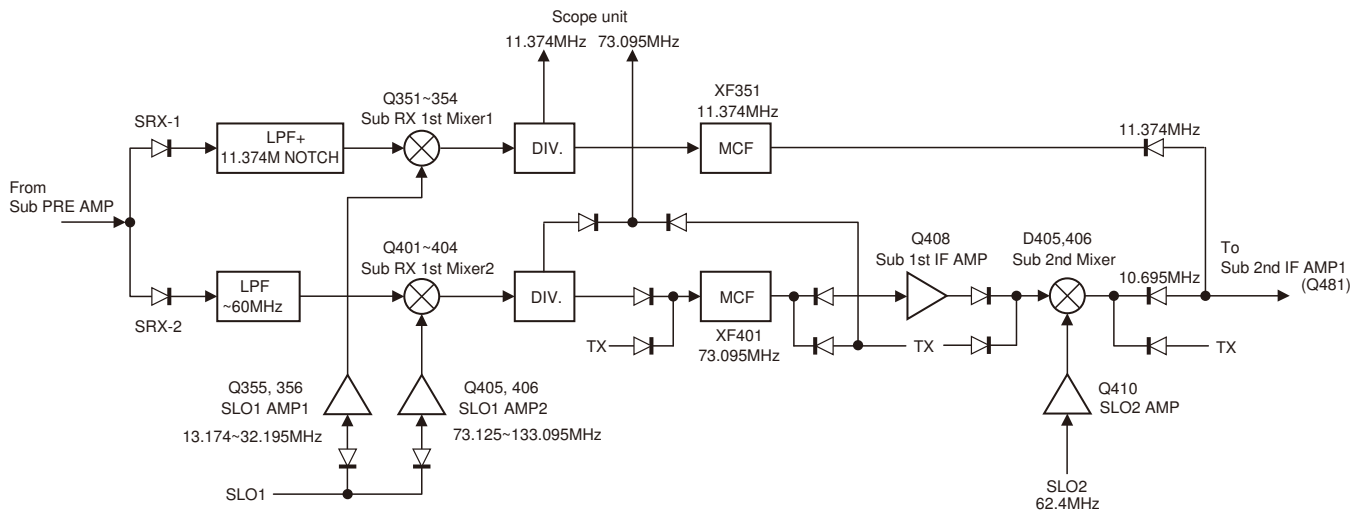 Scope unit
11.374MHz
73.095MHz
Q351~354
Sub RX 1st Mixer1
XF351
11.374MHz
SRX-1
LPF+
11.374M NOTCH
DIV.
MCF
11.374MHz
From
Sub PRE AMP
Q401~404
Sub RX 1st Mixer2
Q408
Sub 1st IF AMP
D405,406
Sub 2nd Mixer
To
Sub 2nd IF AMP1
(Q481)
LPF
~60MHz
DIV.
MCF
10.695MHz
SRX-2
XF401
73.095MHz
TX
TX
TX
Q355, 356
SLO1 AMP1
13.174~32.195MHz
Q405, 406
SLO1 AMP2
73.125~133.095MHz
Q410
SLO2 AMP
SLO1
SLO2
62.4MHz